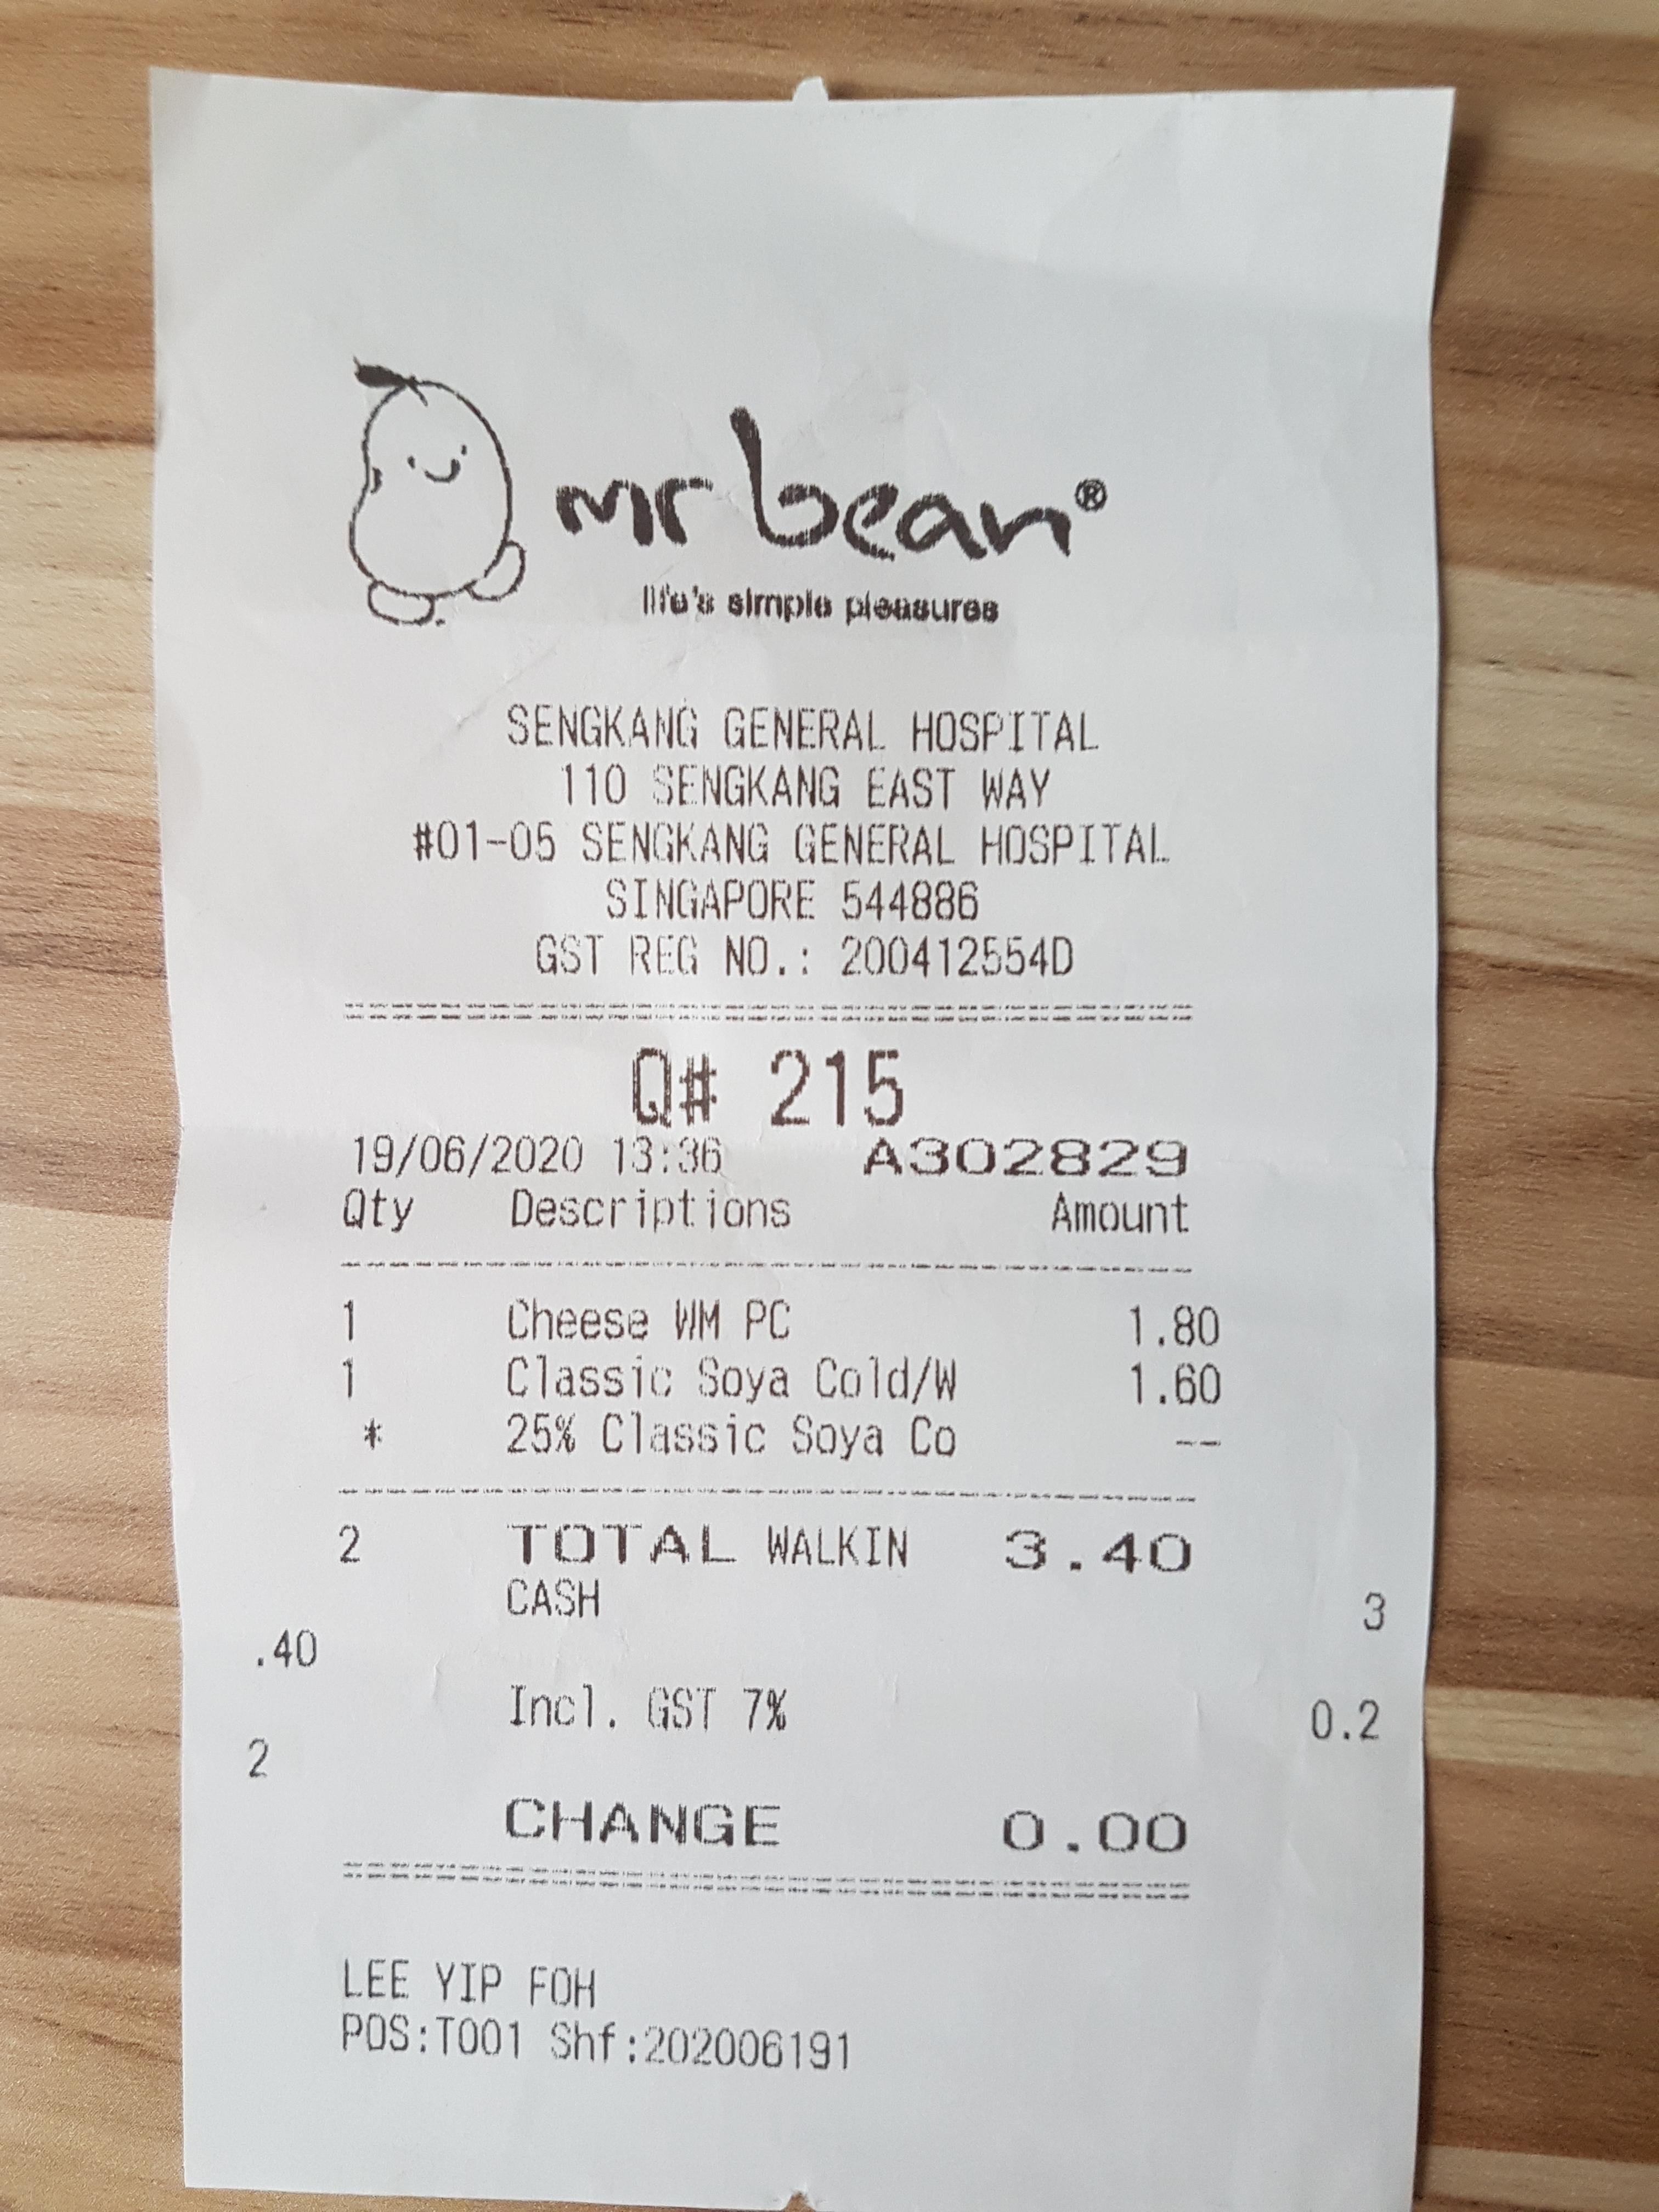 mr bean®
life's simple pleasures
SENGKANG GENERAL HOSPITAL
110 SENGKANG EAST WAY
#01-05 SENGKANG GENERAL HOSPITAL
SINGAPORE 544886
GST REG NO.: 200412554D
Q# 215
19/06/2020 13:36 A302829
Qty Descriptions Amount
1 Cheese WM PC 1.80
1 Classic Soya Cold/W 1.60
* 25% Classic Soya Co --
2 TOTAL WALKIN 3.40
CASH 3
.40
Incl. GST 7% 0.2
2
CHANGE 0.00
LEE YIP FOH
POS:T001 Shf:202006191